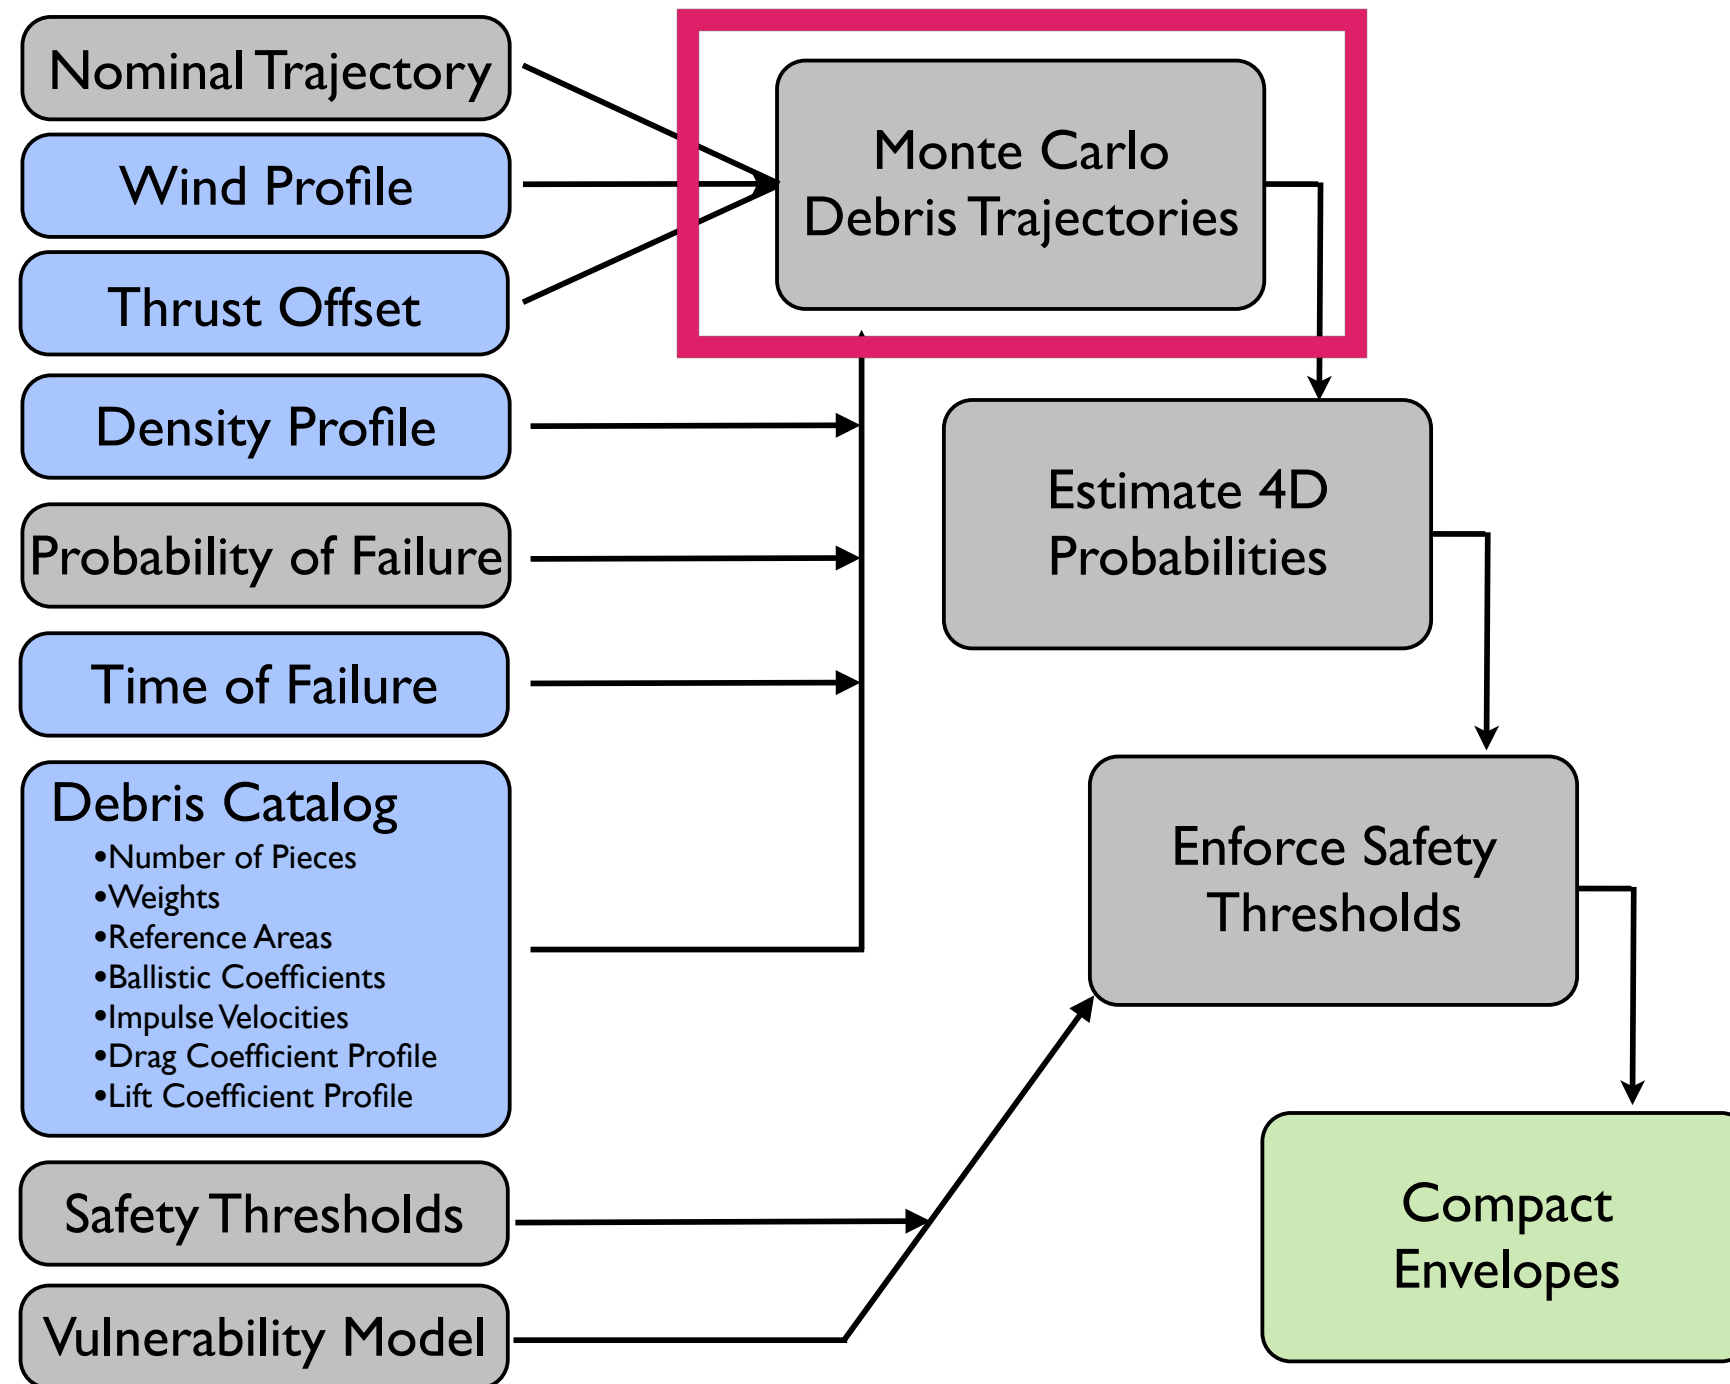 Nominal Trajectory
Wind Profile
Thrust Offset
Density Profile
Probability of Failure
Time of Failure
Debris Catalog
•Number of Pieces
•Weights
•Reference Areas
•Ballistic Coefficients
•Impulse Velocities
•Drag Coefficient Profile
•Lift Coefficient Profile
Safety Thresholds
Vulnerability Model
Monte Carlo
Debris Trajectories
Estimate 4D
Probabilities
Enforce Safety
Thresholds
Compact
Envelopes